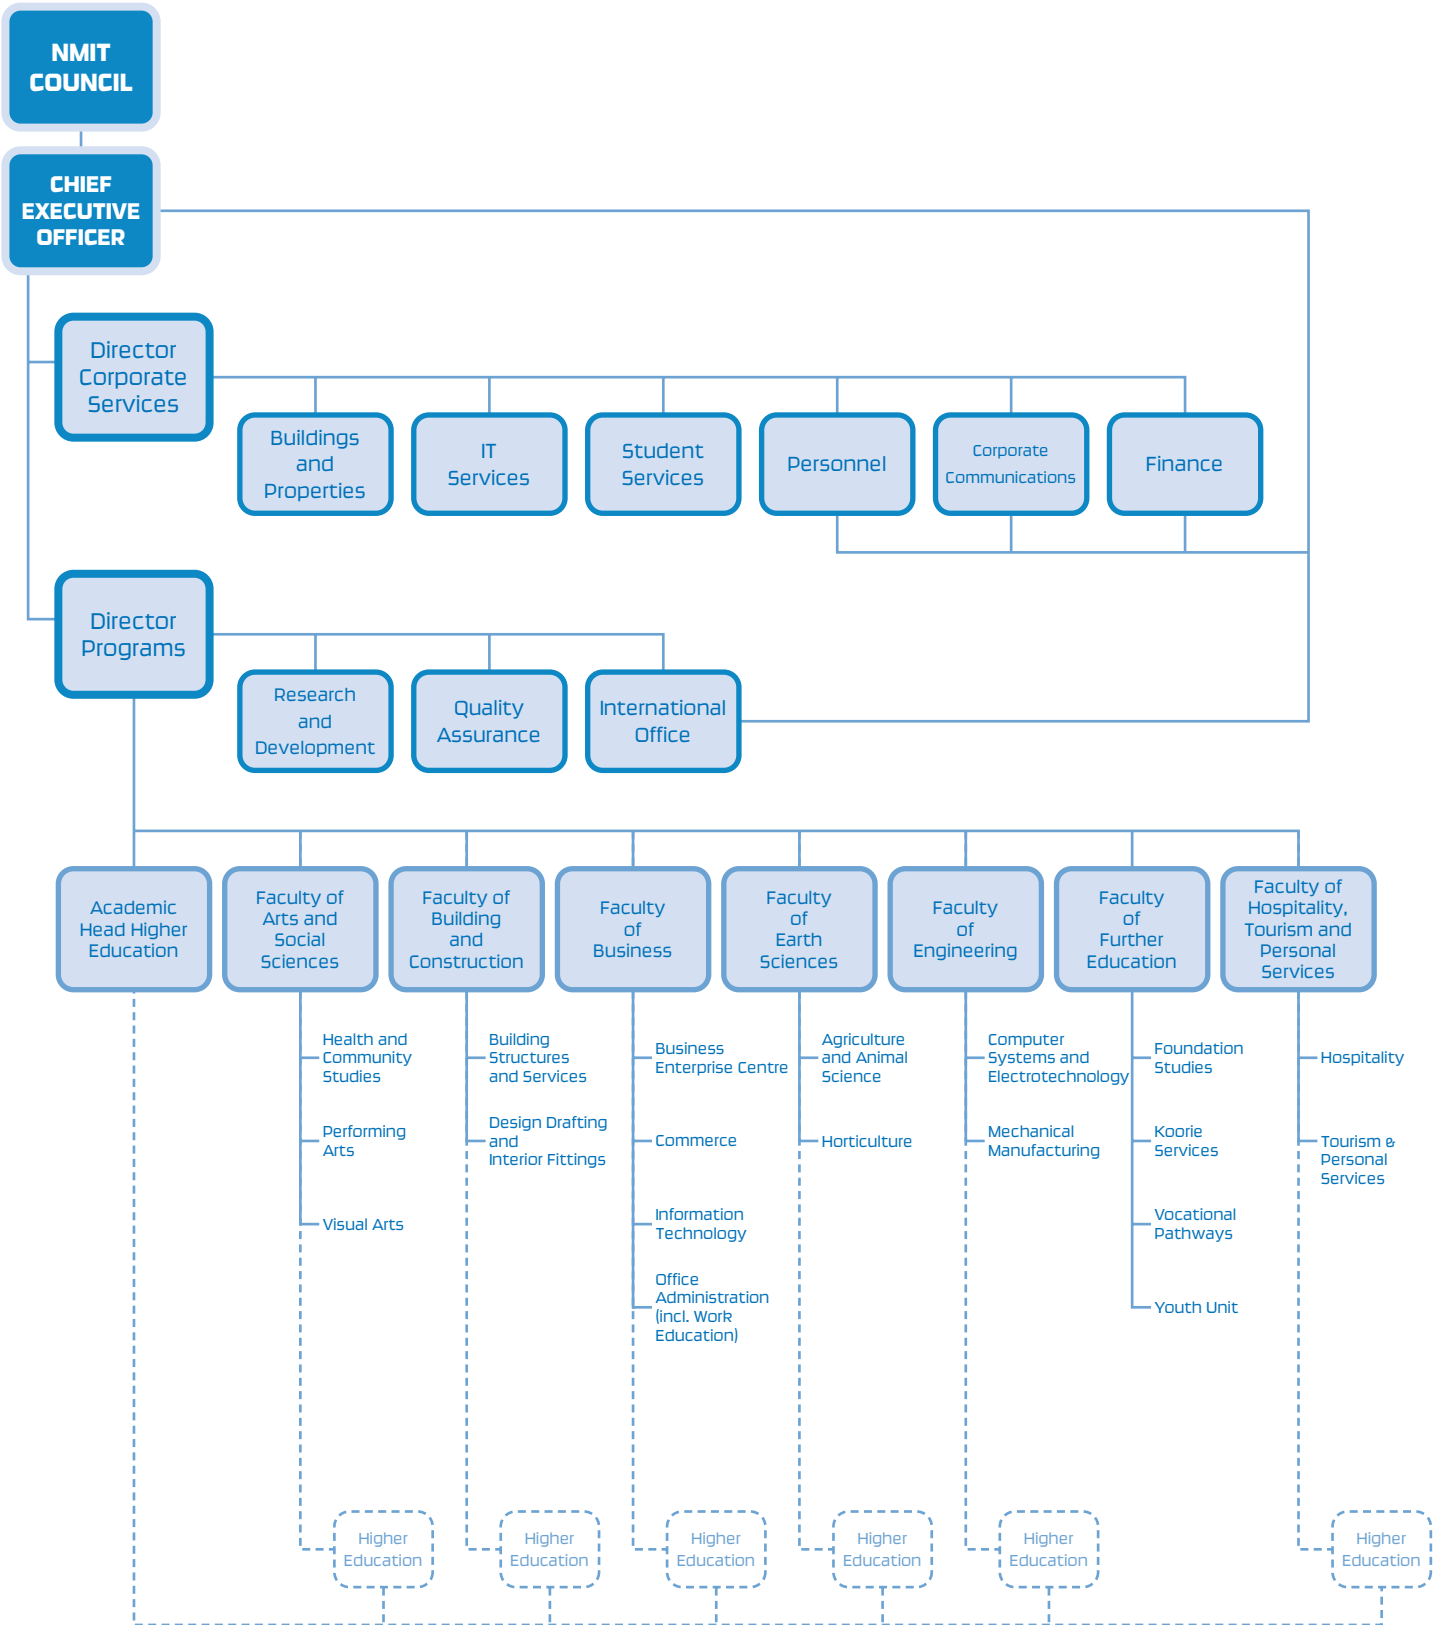 NMIT
COUNCIL
CHIEF
EXECUTIVE
OFFICER
Director
Corporate
Services
Buildings
and
Properties
IT
Services
Student
Services
Personnel
Corporate
Communications
Finance
Director
Programs
Research
and
Development
Quality
Assurance
International
Office
Academic
Head Higher
Education
Faculty of
Arts and
Social
Sciences
Faculty of
Building
and
Construction
Faculty
of
Business
Faculty
of
Earth
Sciences
Faculty
of
Engineering
Faculty
of
Further
Education
Faculty of
Hospitality,
Tourism and
Personal
Services
Health and
Community
Studies
Performing
Arts
Visual Arts
Building
Structures
and Services
Design Drafting
and
Interior Fittings
Business
Enterprise Centre
Commerce
Information
Technology
Office
Administration
(incl. Work
Education)
Agriculture
and Animal
Science
Horticulture
Computer
Systems and
Electrotechnology
Mechanical
Manufacturing
Foundation
Studies
Koorie
Services
Vocational
Pathways
Youth Unit
Hospitality
Tourism &
Personal
Services
Higher
Education
Higher
Education
Higher
Education
Higher
Education
Higher
Education
Higher
Education